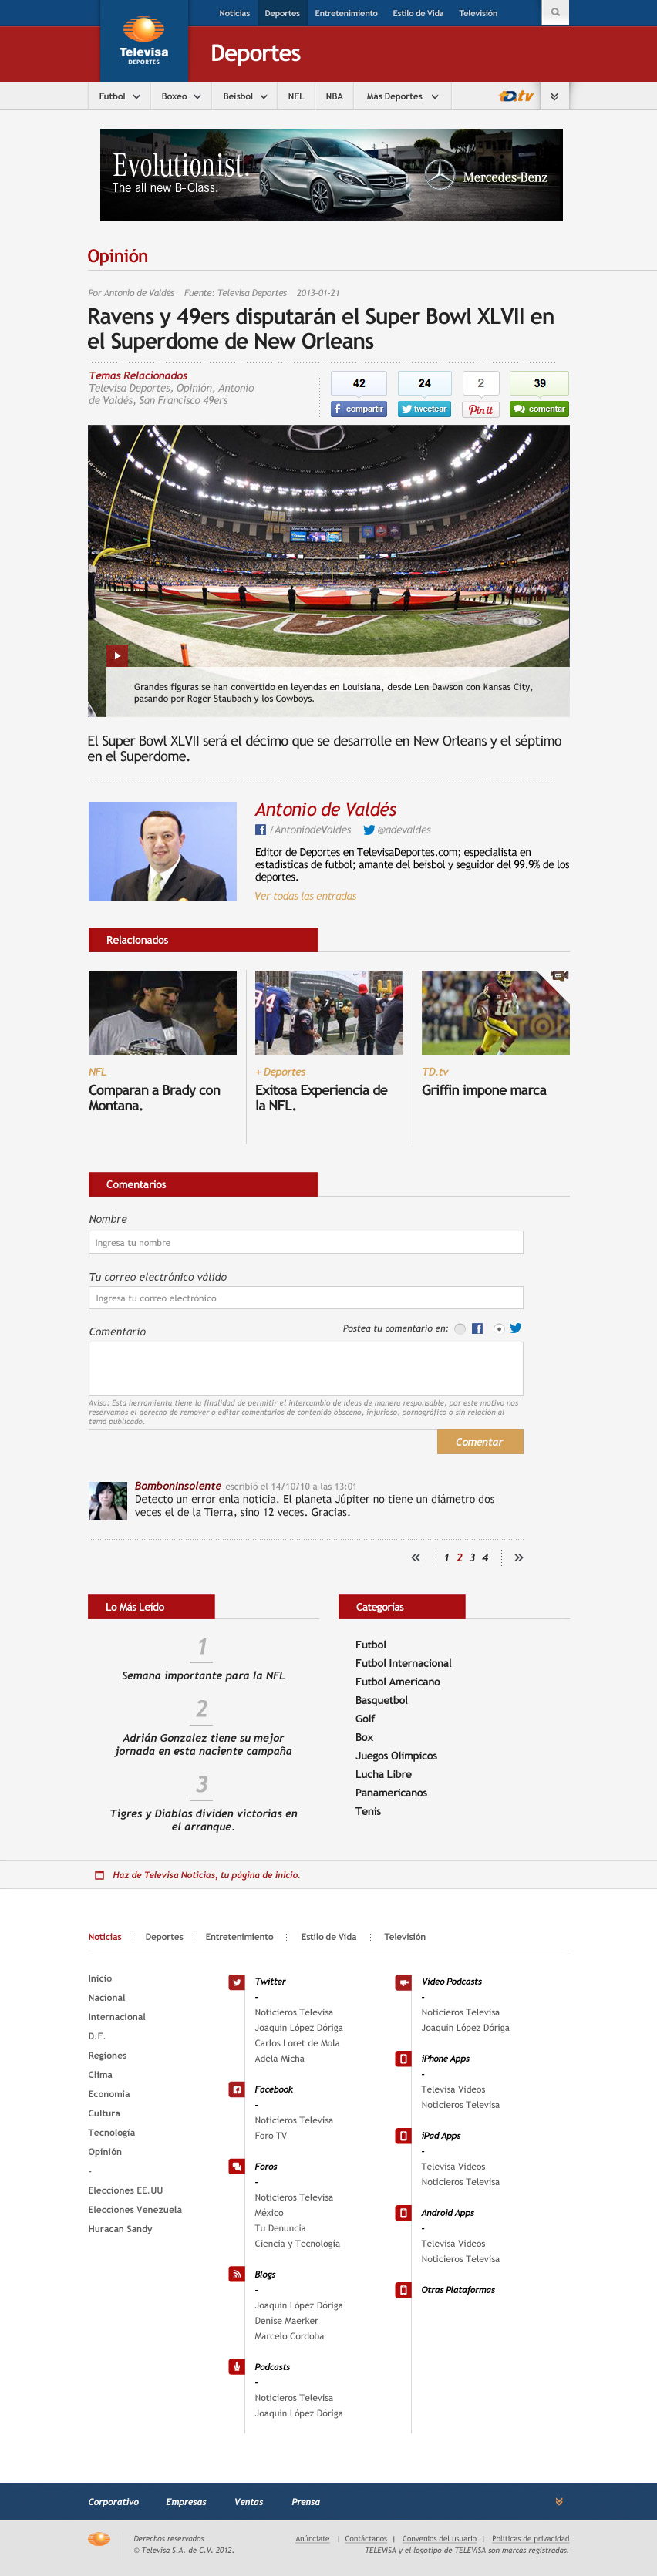 Noticias Deportes Entretenimiento Estilo de Vida Televisión
Televisa
DEPORTES
Deportes
Futbol Boxeo Beisbol NFL NBA Más Deportes TDtv
Evolutionist.
The all new B-Class.
Mercedes-Benz
Opinión
Por Antonio de Valdés Fuente: Televisa Deportes 2013-01-21
Ravens y 49ers disputarán el Super Bowl XLVII en
el Superdome de New Orleans
Temas Relacionados
Televisa Deportes, Opinión, Antonio
de Valdés, San Francisco 49ers
42 24 2 39
compartir tweetear Pin it comentar
Grandes figuras se han convertido en leyendas en Louisiana, desde Len Dawson con Kansas City,
pasando por Roger Staubach y los Cowboys.
El Super Bowl XLVII será el décimo que se desarrolle en New Orleans y el séptimo
en el Superdome.
Antonio de Valdés
/AntoniodeValdes @adevaldes
Editor de Deportes en TelevisaDeportes.com; especialista en
estadísticas de futbol; amante del beisbol y seguidor del 99.9% de los
deportes.
Ver todas las entradas
Relacionados
NFL
Comparan a Brady con
Montana.
+ Deportes
Exitosa Experiencia de
la NFL.
TD.tv
Griffin impone marca
Comentarios
Nombre
Ingresa tu nombre
Tu correo electrónico válido
Ingresa tu correo electrónico
Comentario Postea tu comentario en:
Aviso: Esta herramienta tiene la finalidad de permitir el intercambio de ideas de manera responsable, por este motivo nos
reservamos el derecho de remover o editar comentarios de contenido obsceno, injurioso, pornográfico o sin relación al
tema publicado.
Comentar
BombonInsolente escribió el 14/10/10 a las 13:01
Detecto un error enla noticia. El planeta Júpiter no tiene un diámetro dos
veces el de la Tierra, sino 12 veces. Gracias.
« 1 2 3 4 »
Lo Más Leído
1
Semana importante para la NFL
2
Adrián Gonzalez tiene su mejor
jornada en esta naciente campaña
3
Tigres y Diablos dividen victorias en
el arranque.
Categorías
Futbol
Futbol Internacional
Futbol Americano
Basquetbol
Golf
Box
Juegos Olímpicos
Lucha Libre
Panamericanos
Tenis
Haz de Televisa Noticias, tu página de inicio.
Noticias Deportes Entretenimiento Estilo de Vida Televisión
Inicio
Nacional
Internacional
D.F.
Regiones
Clima
Economía
Cultura
Tecnología
Opinión
-
Elecciones EE.UU
Elecciones Venezuela
Huracan Sandy
Twitter
-
Noticieros Televisa
Joaquín López Dóriga
Carlos Loret de Mola
Adela Micha
Facebook
-
Noticieros Televisa
Foro TV
Foros
-
Noticieros Televisa
México
Tu Denuncia
Ciencia y Tecnología
Blogs
-
Joaquín López Dóriga
Denise Maerker
Marcelo Cordoba
Podcasts
-
Noticieros Televisa
Joaquín López Dóriga
Video Podcasts
-
Noticieros Televisa
Joaquín López Dóriga
iPhone Apps
-
Televisa Videos
Noticieros Televisa
iPad Apps
-
Televisa Videos
Noticieros Televisa
Android Apps
-
Televisa Videos
Noticieros Televisa
Otras Plataformas
Corporativo Empresas Ventas Prensa
Derechos reservados
© Televisa S.A. de C.V. 2012.
Anúnciate | Contáctanos | Convenios del usuario | Políticas de privacidad
TELEVISA y el logotipo de TELEVISA son marcas registradas.